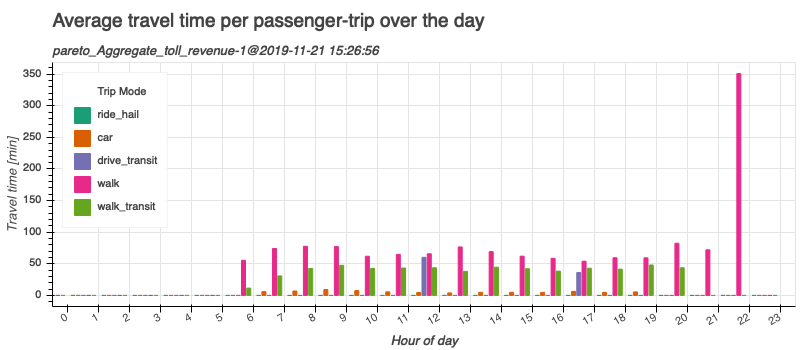 Average travel time per passenger-trip over the day
pareto_Aggregate_toll_revenue-1@2019-11-21 15:26:56
Travel time [min]
350
300
250
200
150
100
50
0
Trip Mode
ride_hail
car
drive_transit
walk
walk_transit
0 1 2 3 4 5 6 7 8 9 10 11 12 13 14 15 16 17 18 19 20 21 22 23
Hour of day